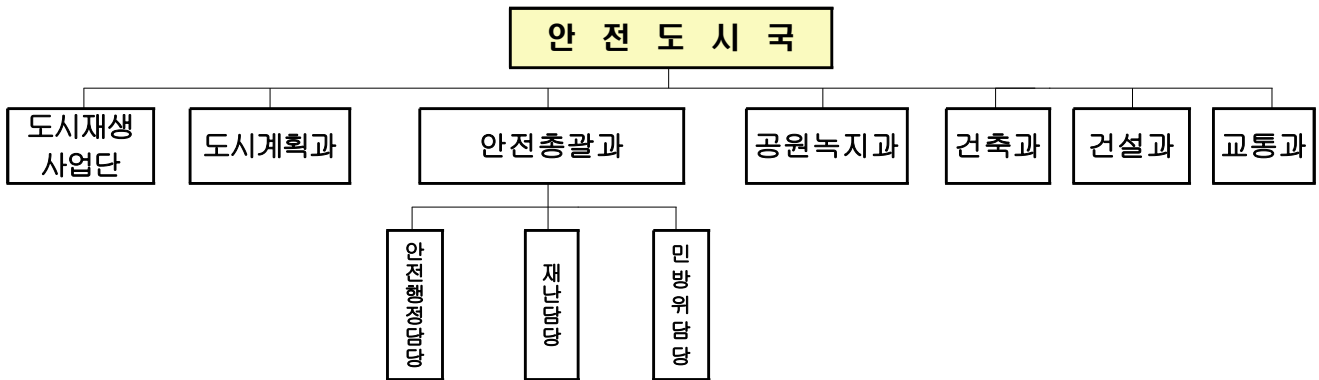 안 전 도 시 국
도시재생
사업단
도시계획과
안전총괄과
공원녹지과
건축과
건설과
교통과
안전행정담당
재난담당
민방위담당